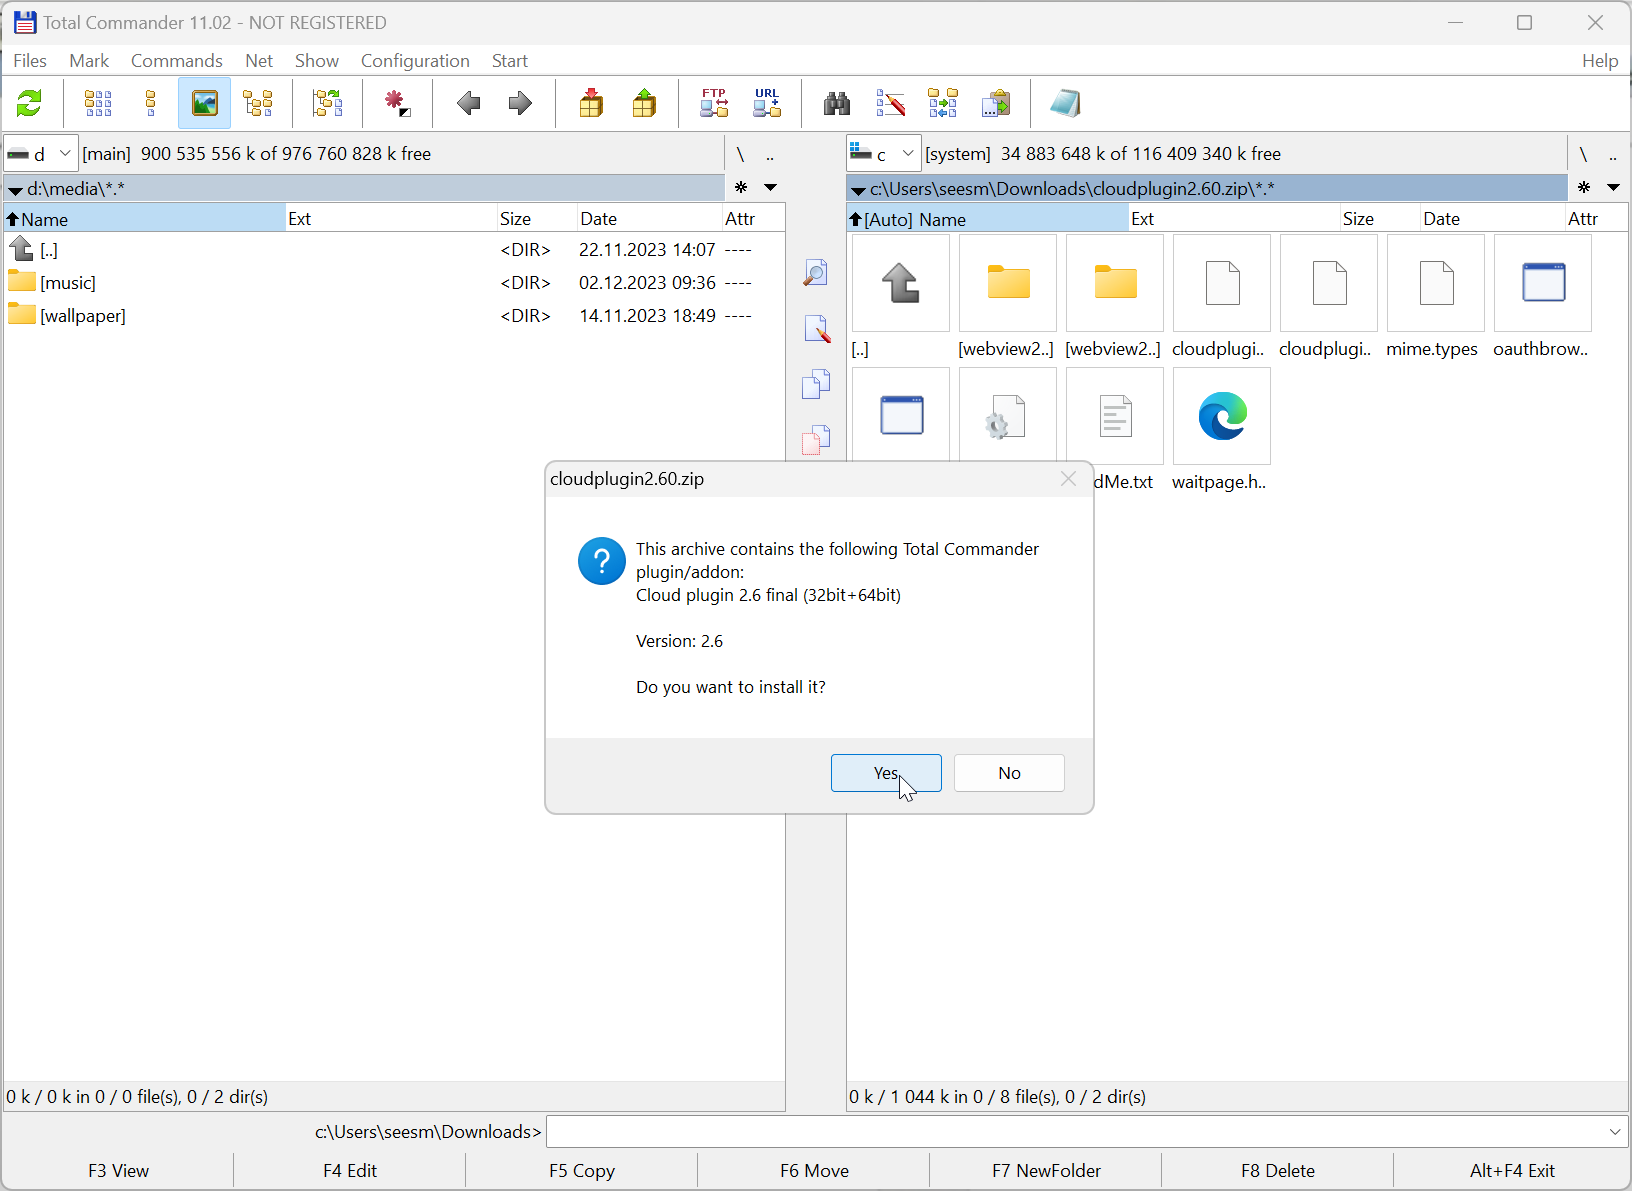 Total Commander 11.02 - NOT REGISTERED
Files Mark Commands Net Show Configuration Start Help
FTP URL
d [main] 900 535 556 k of 976 760 828 k free \ ..
c [system] 34 883 648 k of 116 409 340 k free \ ..
d:\media\*.* *
c:\Users\seesm\Downloads\cloudplugin2.60.zip\*.* *
Name Ext Size Date Attr
[Auto] Name Ext Size Date Attr
[..] <DIR> 22.11.2023 14:07 ----
[music] <DIR> 02.12.2023 09:36 ----
[wallpaper] <DIR> 14.11.2023 18:49 ----
[..] [webview2..] [webview2..] cloudplugi.. cloudplugi.. mime.types oauthbrow..
dMe.txt waitpage.h..
cloudplugin2.60.zip
?
This archive contains the following Total Commander
plugin/addon:
Cloud plugin 2.6 final (32bit+64bit)
Version: 2.6
Do you want to install it?
Yes No
0 k / 0 k in 0 / 0 file(s), 0 / 2 dir(s)
0 k / 1 044 k in 0 / 8 file(s), 0 / 2 dir(s)
c:\Users\seesm\Downloads>
F3 View F4 Edit F5 Copy F6 Move F7 NewFolder F8 Delete Alt+F4 Exit